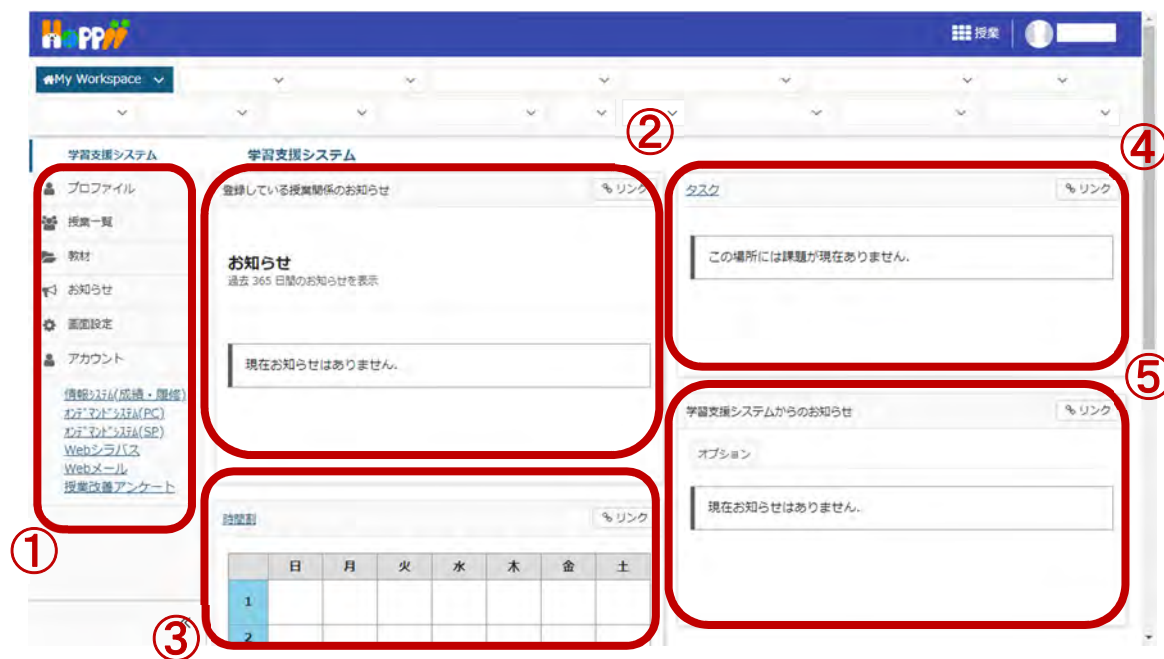 HoPPii
授業
My Workspace
②
④
学習支援システム
学習支援システム
プロファイル
授業一覧
教材
お知らせ
画面設定
アカウント
情報ｼｽﾃﾑ(成績・履修)
ｵﾝﾃﾞﾏﾝﾄﾞｼｽﾃﾑ(PC)
ｵﾝﾃﾞﾏﾝﾄﾞｼｽﾃﾑ(SP)
Webシラバス
Webメール
授業改善アンケート
①
登録している授業関係のお知らせ
リンク
お知らせ
過去 365 日間のお知らせを表示
現在お知らせはありません.
時間割
リンク
日 月 火 水 木 金 土
1
2
③
タスク
リンク
この場所には課題が現在ありません.
⑤
学習支援システムからのお知らせ
リンク
オプション
現在お知らせはありません.